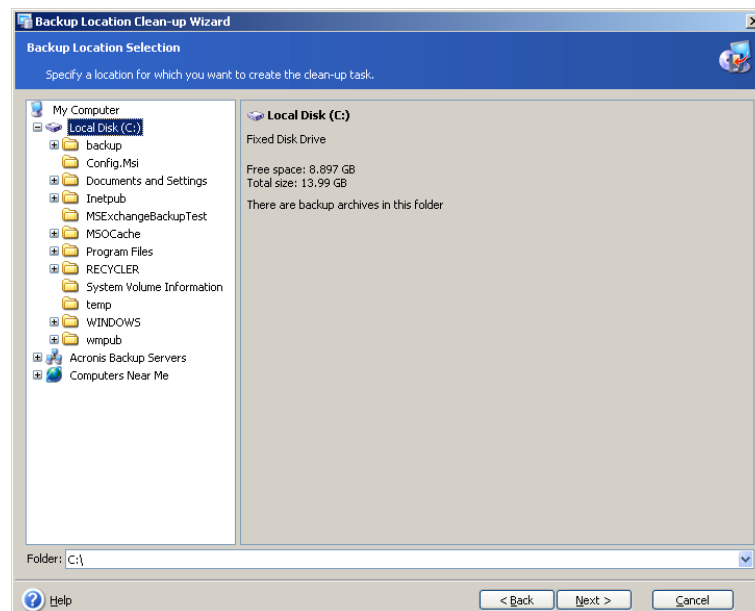 Backup Location Clean-up Wizard
Backup Location Selection
Specify a location for which you want to create the clean-up task.
My Computer
Local Disk (C:)
backup
Config.Msi
Documents and Settings
Inetpub
MSExchangeBackupTest
MSOCache
Program Files
RECYCLER
System Volume Information
temp
WINDOWS
wmpub
Acronis Backup Servers
Computers Near Me
Local Disk (C:)
Fixed Disk Drive
Free space: 8.897 GB
Total size: 13.99 GB
There are backup archives in this folder
Folder: C:\
Help
< Back
Next >
Cancel